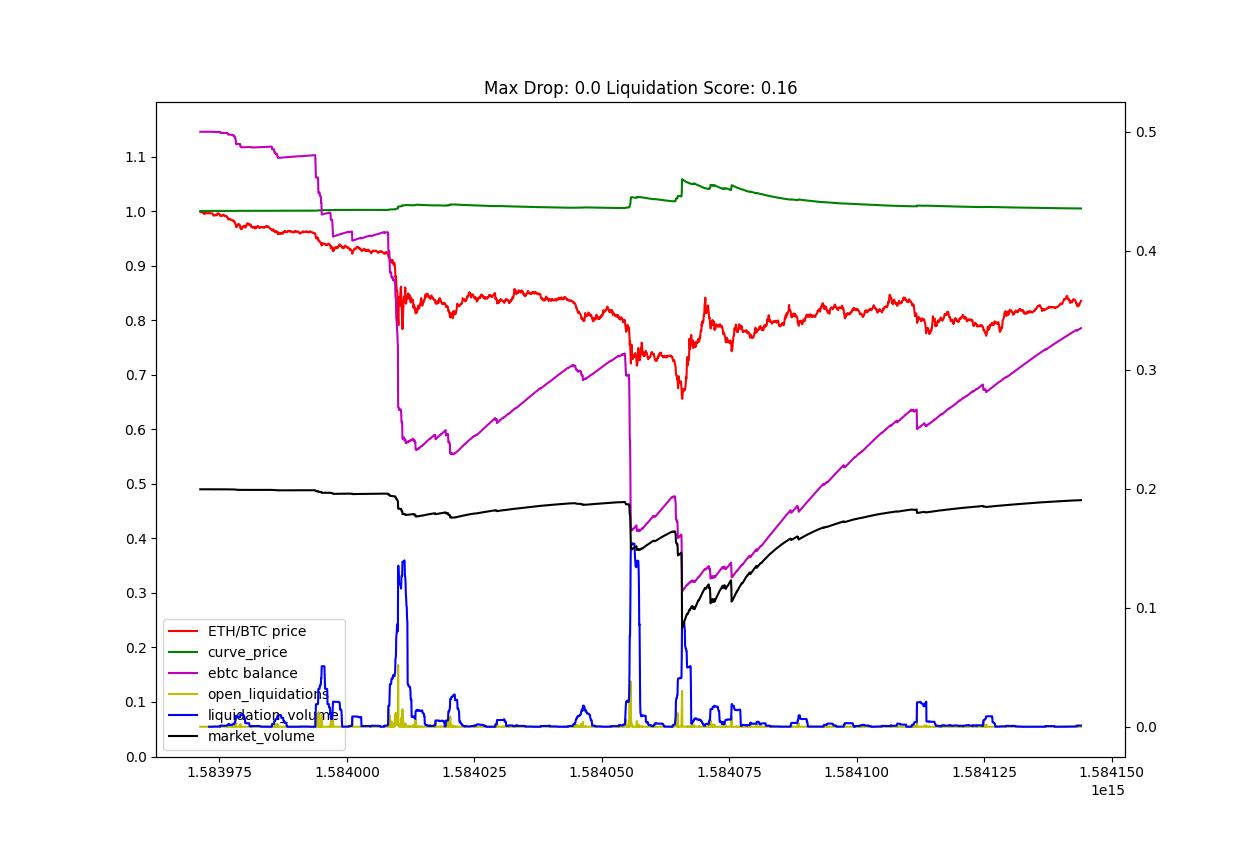 Max Drop: 0.0 Liquidation Score: 0.16
1.1
1.0
0.9
0.8
0.7
0.6
0.5
0.4
0.3
0.2
0.1
0.0
0.5
0.4
0.3
0.2
0.1
0.0
ETH/BTC price
curve_price
ebtc balance
open_liquidations
liquidation_volume
market_volume
1.583975 1.584000 1.584025 1.584050 1.584075 1.584100 1.584125 1.584150
1e15